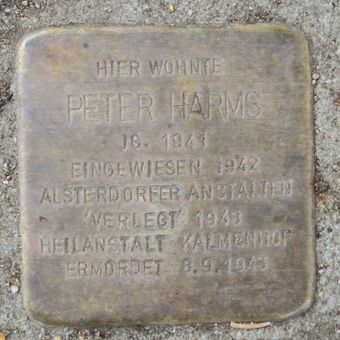 HIER WOHNTE
PETER HARMS
JG. 1941
EINGEWIESEN 1942
ALSTERDORFER ANSTALTEN
'VERLEGT' 1943
HEILANSTALT KALMENHOF
ERMORDET 8.9.1943